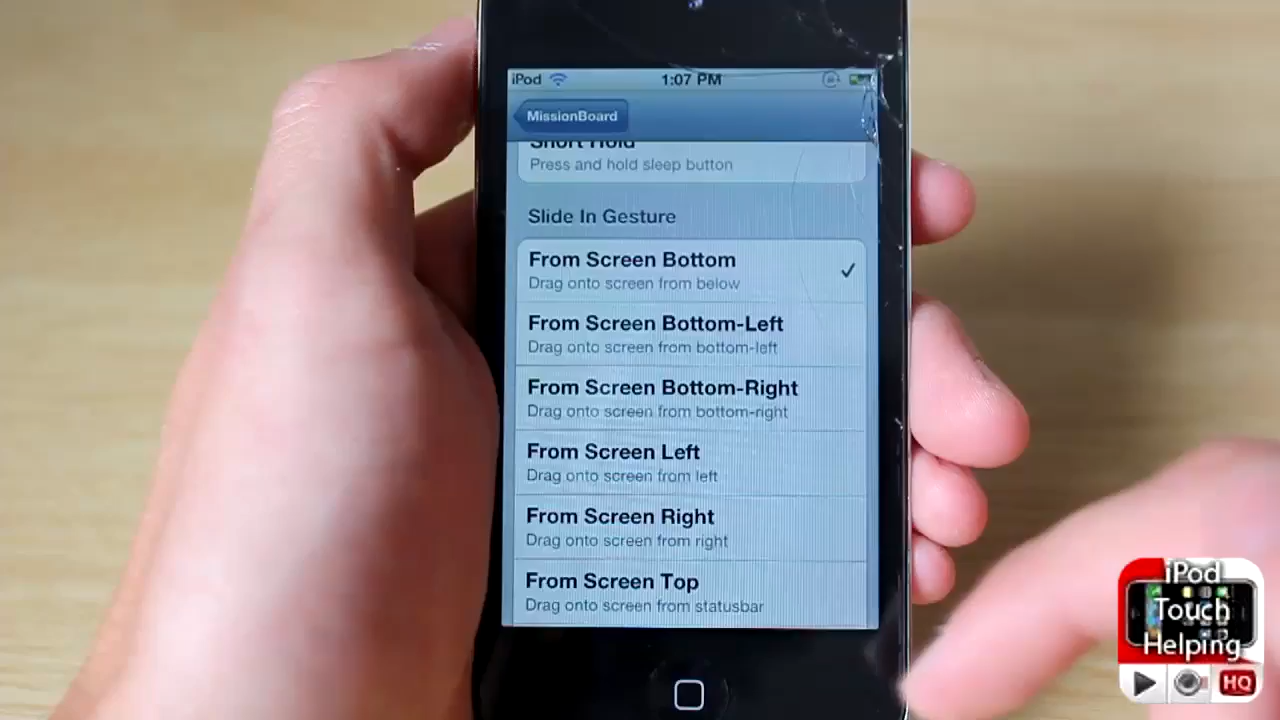 iPod
1:07 PM
MissionBoard
Short Hold
Press and hold sleep button
Slide In Gesture
From Screen Bottom
Drag onto screen from below
From Screen Bottom-Left
Drag onto screen from bottom-left
From Screen Bottom-Right
Drag onto screen from bottom-right
From Screen Left
Drag onto screen from left
From Screen Right
Drag onto screen from right
From Screen Top
Drag onto screen from statusbar
iPod
Touch
Helping
HQ